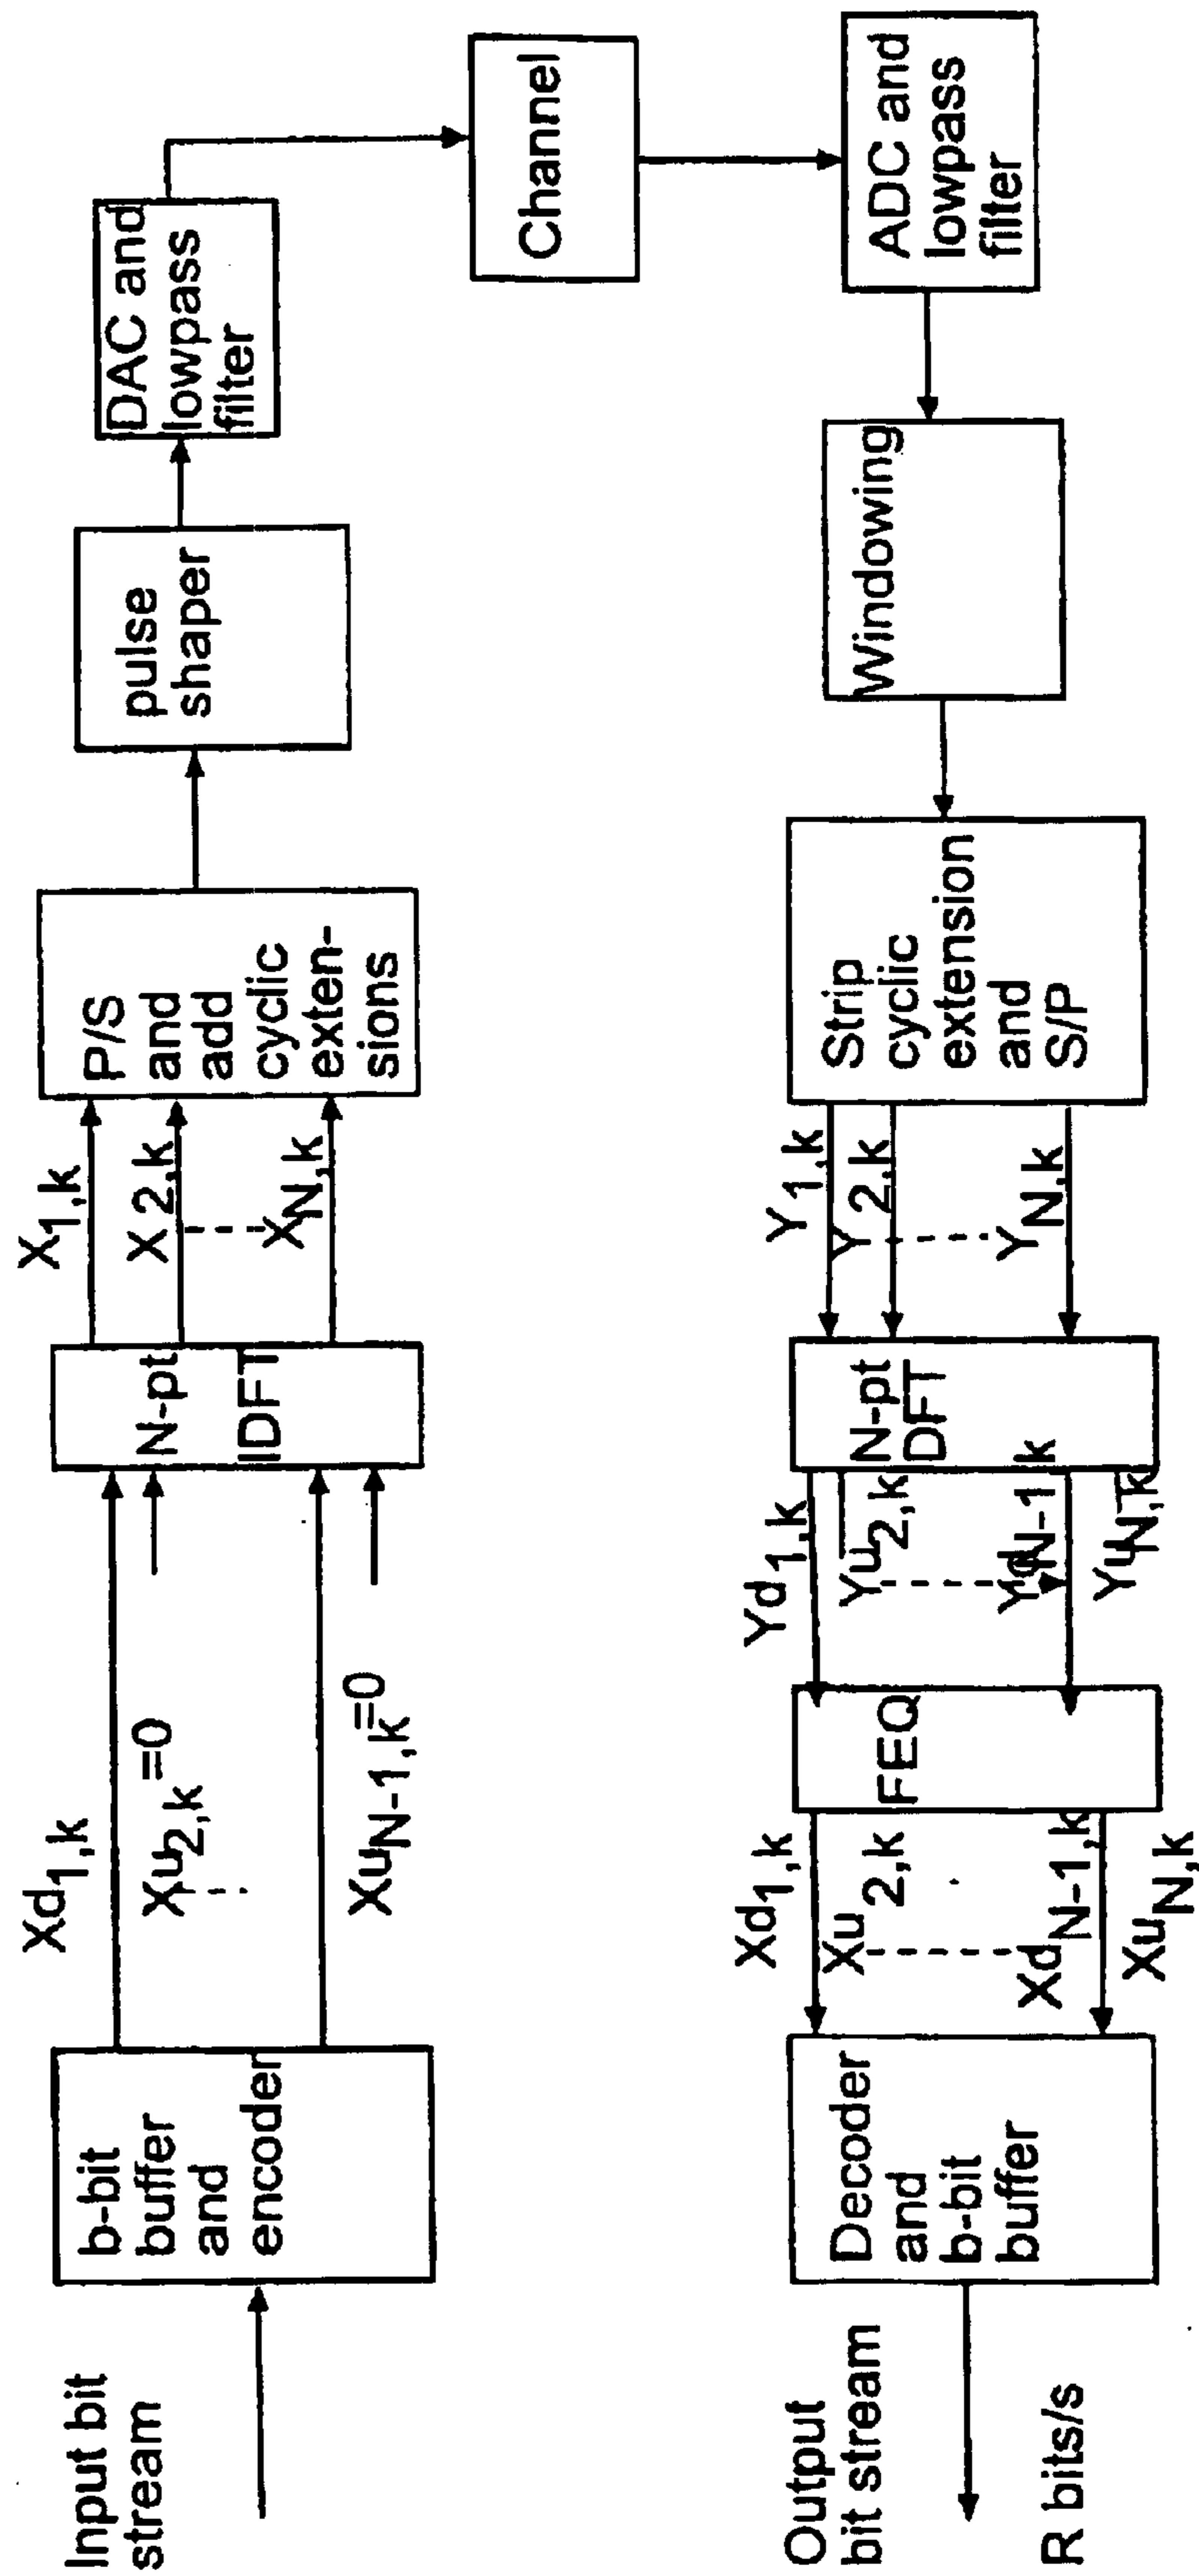 Input bit
stream
b-bit
buffer
and
encoder
Xd1,k
Xu2,k=0
XuN-1,k=0
N-pt
IDFT
X1,k
X2,k
XN,k
P/S
and
add
cyclic
exten-
sions
pulse
shaper
DAC and
lowpass
filter
Channel
ADC and
lowpass
filter
Windowing
Strip
cyclic
extension
and
S/P
Y1,k
Y2,k
YN,k
N-pt
DFT
Yd1,k
Yu2,k
YdN-1,k
YuN,k
FEQ
Xd1,k
Xu2,k
XdN-1,k
XuN,k
Decoder
and
b-bit
buffer
Output
bit stream
R bits/s